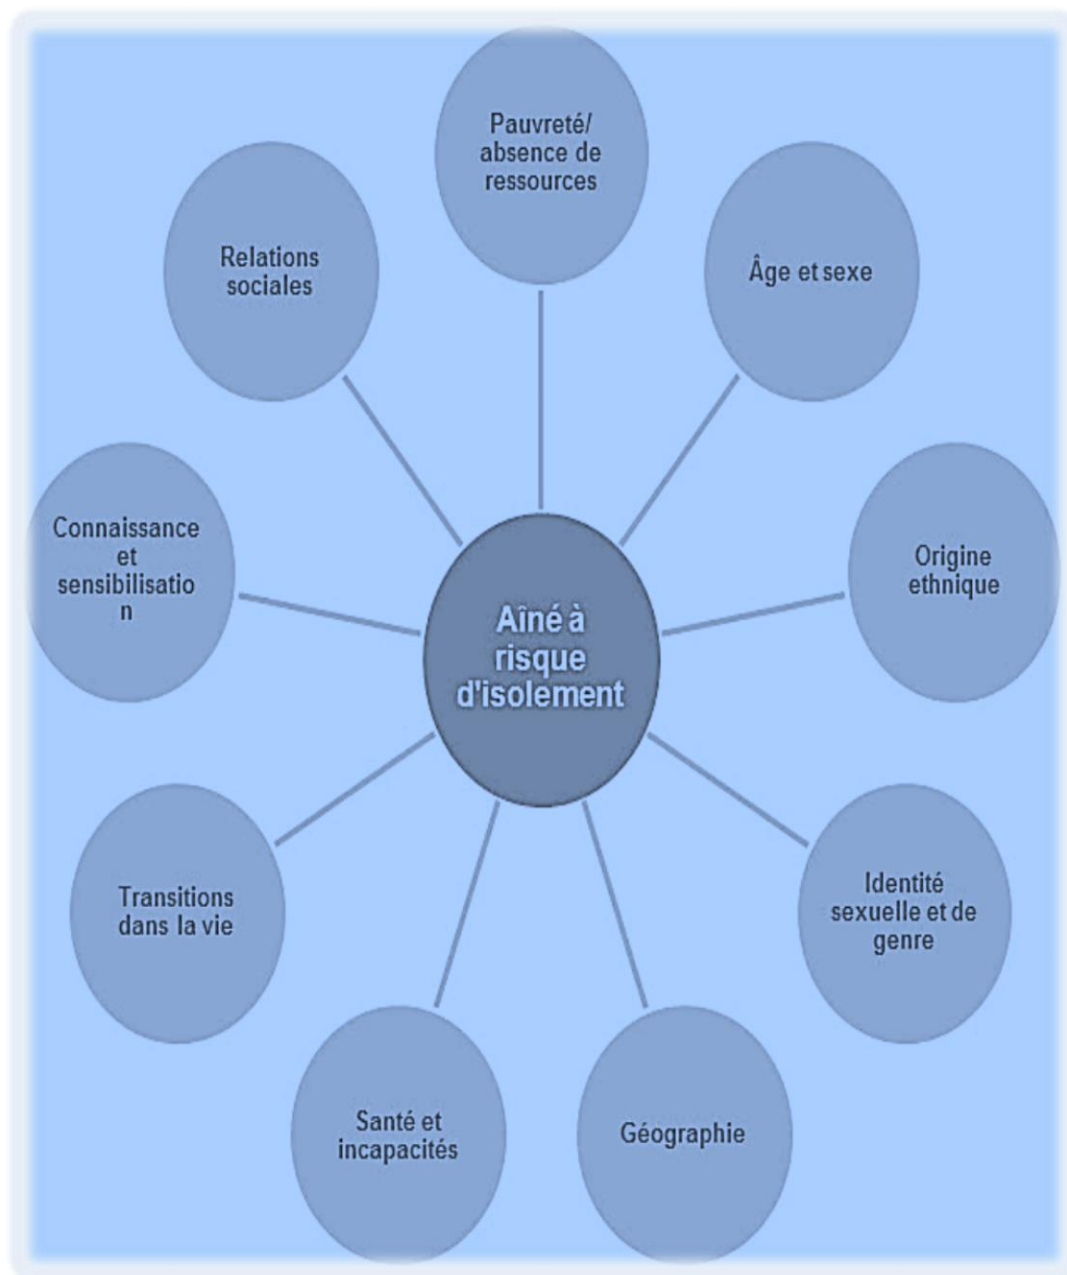 Pauvreté/
absence de
ressources
Relations
sociales
Âge et sexe
Connaissance
et
sensibilisatio
n
Origine
ethnique
Aîné à
risque
d'isolement
Transitions
dans la vie
Identité
sexuelle et de
genre
Santé et
incapacités
Géographie